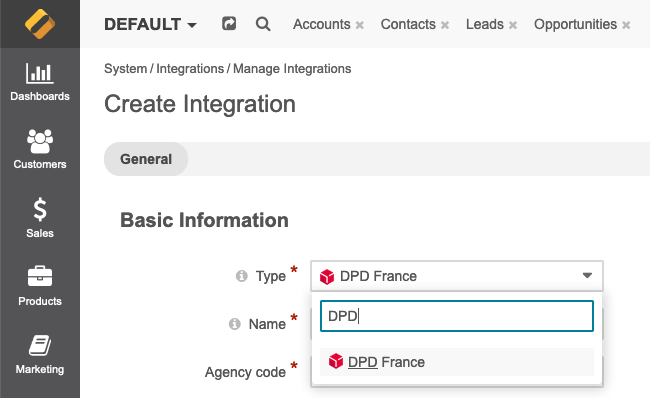 DEFAULT
Accounts × Contacts × Leads × Opportunities ×
Dashboards
Customers
Sales
Products
Marketing
System / Integrations / Manage Integrations
Create Integration
General
Basic Information
Type * DPD France
DPD
Name *
DPD France
Agency code *